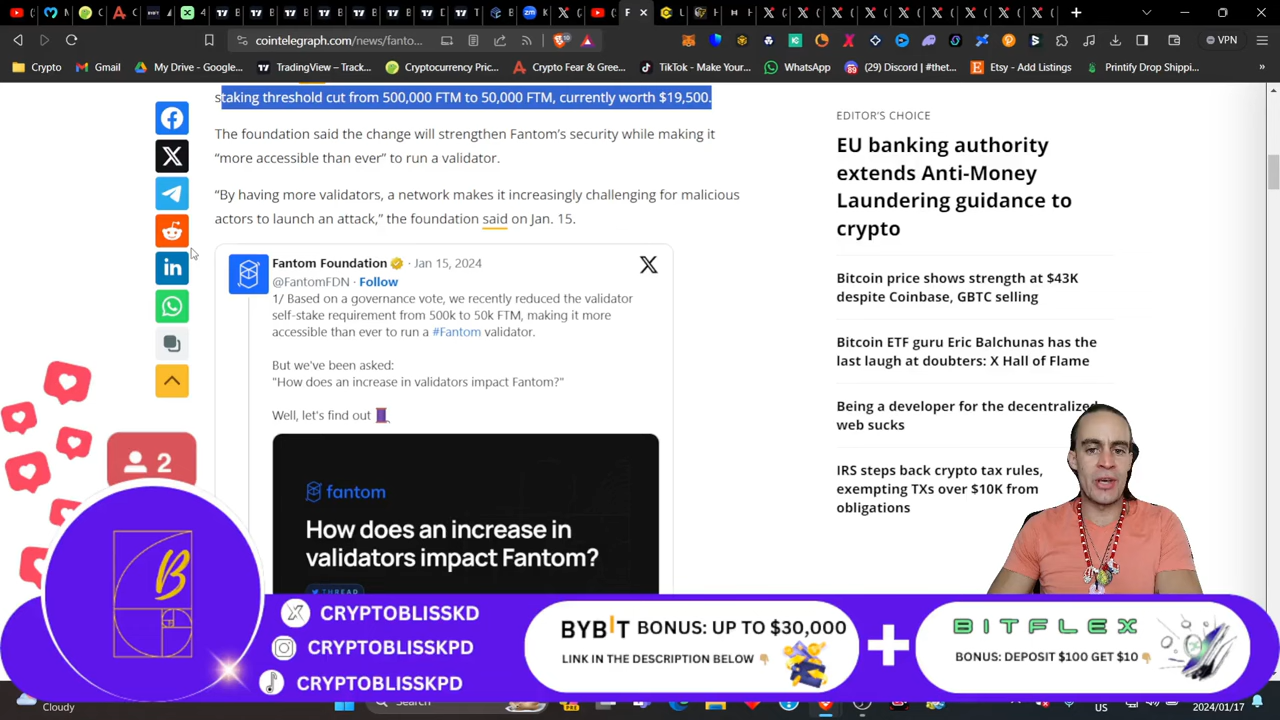 cointelegraph.com/news/fanto...
VPN
Crypto
Gmail
My Drive - Google...
TradingView – Track...
Cryptocurrency Pric...
Crypto Fear & Gree...
TikTok - Make Your...
WhatsApp
(29) Discord | #thet...
Etsy - Add Listings
Printify Drop Shippi...
staking threshold cut from 500,000 FTM to 50,000 FTM, currently worth $19,500.
The foundation said the change will strengthen Fantom's security while making it
“more accessible than ever” to run a validator.
“By having more validators, a network makes it increasingly challenging for malicious
actors to launch an attack,” the foundation said on Jan. 15.
Fantom Foundation · Jan 15, 2024
@FantomFDN · Follow
1/ Based on a governance vote, we recently reduced the validator
self-stake requirement from 500k to 50k FTM, making it more
accessible than ever to run a #Fantom validator.
But we've been asked:
"How does an increase in validators impact Fantom?"
Well, let's find out
fantom
How does an increase in
validators impact Fantom?
THREAD
EDITOR'S CHOICE
EU banking authority
extends Anti-Money
Laundering guidance to
crypto
Bitcoin price shows strength at $43K
despite Coinbase, GBTC selling
Bitcoin ETF guru Eric Balchunas has the
last laugh at doubters: X Hall of Flame
Being a developer for the decentralized
web sucks
IRS steps back crypto tax rules,
exempting TXs over $10K from
obligations
2
B
CRYPTOBLISSKD
CRYPTOBLISSKPD
CRYPTOBLISSKPD
BYBIT BONUS: UP TO $30,000
LINK IN THE DESCRIPTION BELOW
BITFLEX
BONUS: DEPOSIT $100 GET $10
Cloudy
Search
US
2024/01/17